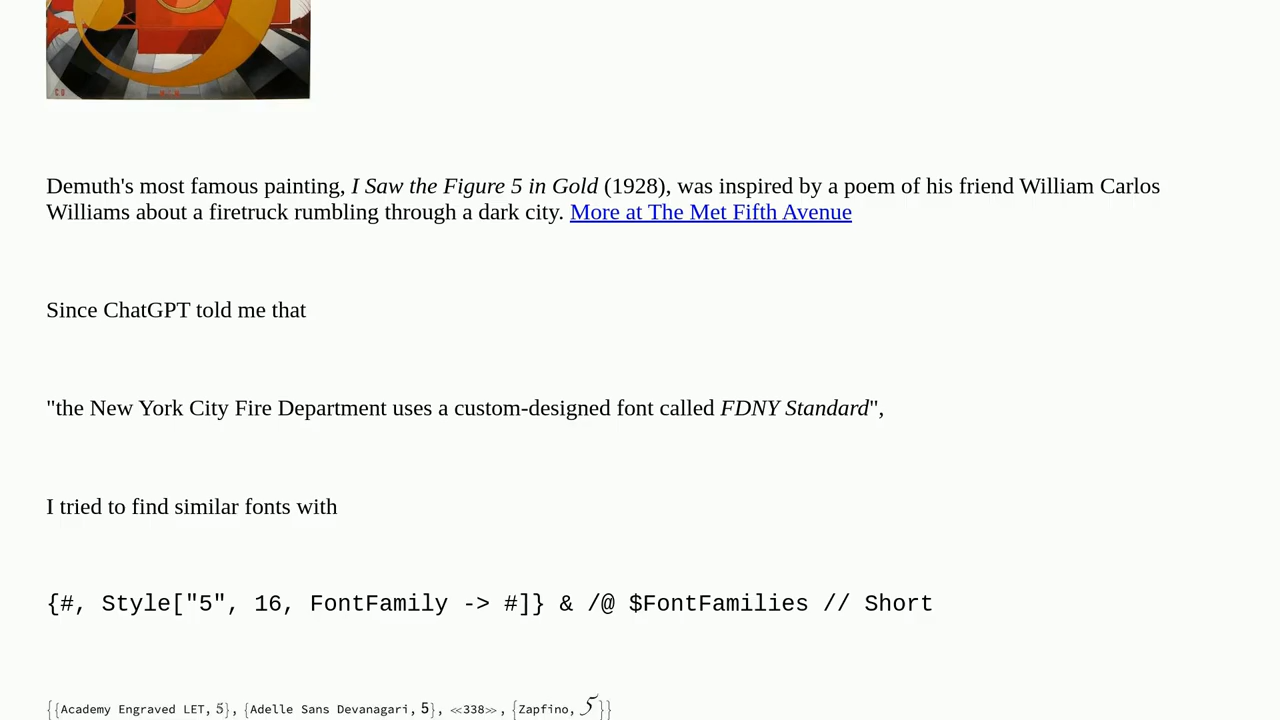 C D
Demuth's most famous painting, I Saw the Figure 5 in Gold (1928), was inspired by a poem of his friend William Carlos
Williams about a firetruck rumbling through a dark city. More at The Met Fifth Avenue
Since ChatGPT told me that
"the New York City Fire Department uses a custom-designed font called FDNY Standard",
I tried to find similar fonts with
{#, Style["5", 16, FontFamily -> #]} & /@ $FontFamilies // Short
{{Academy Engraved LET, 5}, {Adelle Sans Devanagari, 5}, ≪338≫, {Zapfino, 5}}